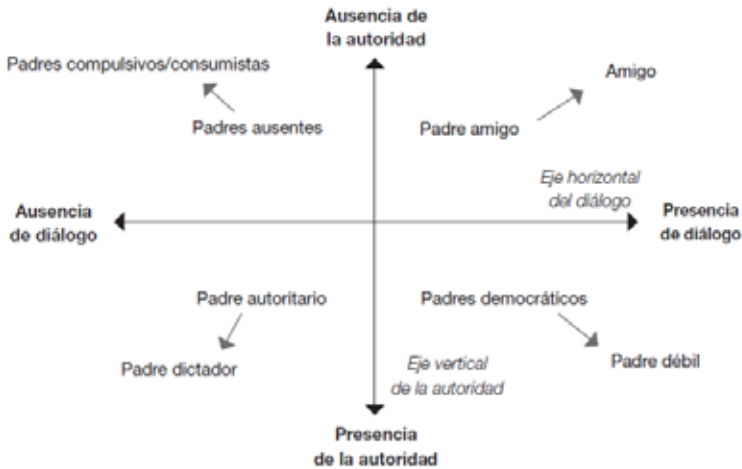 Ausencia de
la autoridad
Padres compulsivos/consumistas
Amigo
Padres ausentes
Padre amigo
Eje horizontal
del diálogo
Ausencia
de diálogo
Presencia
de diálogo
Padre autoritario
Padres democráticos
Padre dictador
Eje vertical
de la autoridad
Padre débil
Presencia
de la autoridad